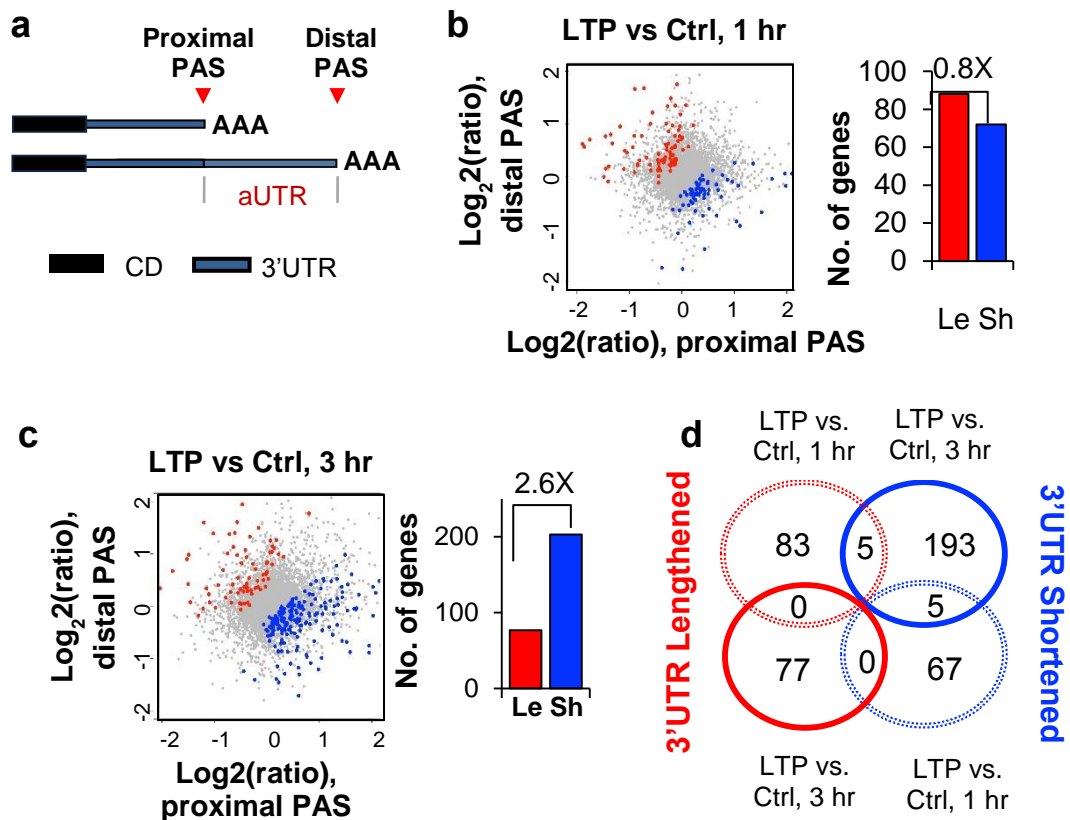 a
Proximal
PAS
Distal
PAS
AAA
AAA
aUTR
CD
3'UTR
b
LTP vs Ctrl, 1 hr
Log22(ratio),
distal PAS
2
1
0
-1
-2
-2
-1
0
1
2
Log2(ratio), proximal PAS
0.8X
No. of genes
100
80
60
40
20
0
Le Sh
c
LTP vs Ctrl, 3 hr
Log22(ratio),
distal PAS
2
1
0
-1
-2
-2
-1
0
1
2
Log2(ratio),
proximal PAS
2.6X
No. of genes
200
100
0
Le Sh
d
LTP vs.
Ctrl, 1 hr
LTP vs.
Ctrl, 3 hr
3'UTR Lengthened
3'UTR Shortened
83
5
193
0
5
77
0
67
LTP vs.
Ctrl, 3 hr
LTP vs.
Ctrl, 1 hr